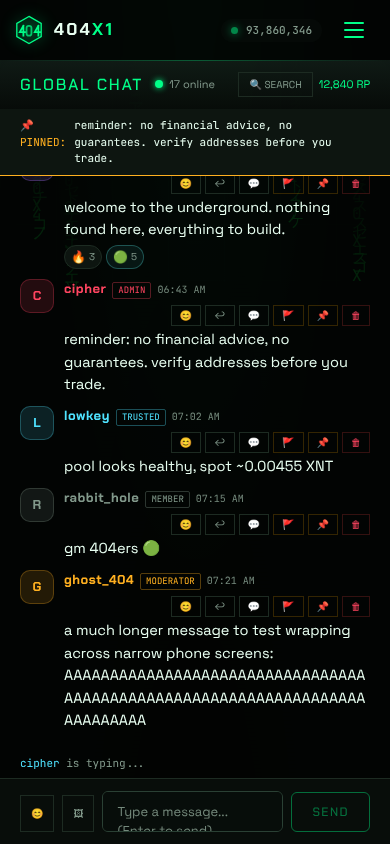 404 404X1 93,860,346
GLOBAL CHAT 17 online SEARCH 12,840 RP
PINNED: reminder: no financial advice, no
guarantees. verify addresses before you
trade.
welcome to the underground. nothing
found here, everything to build.
🔥 3 🟢 5
C cipher ADMIN 06:43 AM
reminder: no financial advice, no
guarantees. verify addresses before you
trade.
L lowkey TRUSTED 07:02 AM
pool looks healthy, spot ~0.00455 XNT
R rabbit_hole MEMBER 07:15 AM
gm 404ers 🟢
G ghost_404 MODERATOR 07:21 AM
a much longer message to test wrapping
across narrow phone screens:
AAAAAAAAAAAAAAAAAAAAAAAAAAAAAAAAA
AAAAAAAAAAAAAAAAAAAAAAAAAAAAAAAAA
AAAAAAAAA
cipher is typing...
Type a message... SEND
(Enter to send)